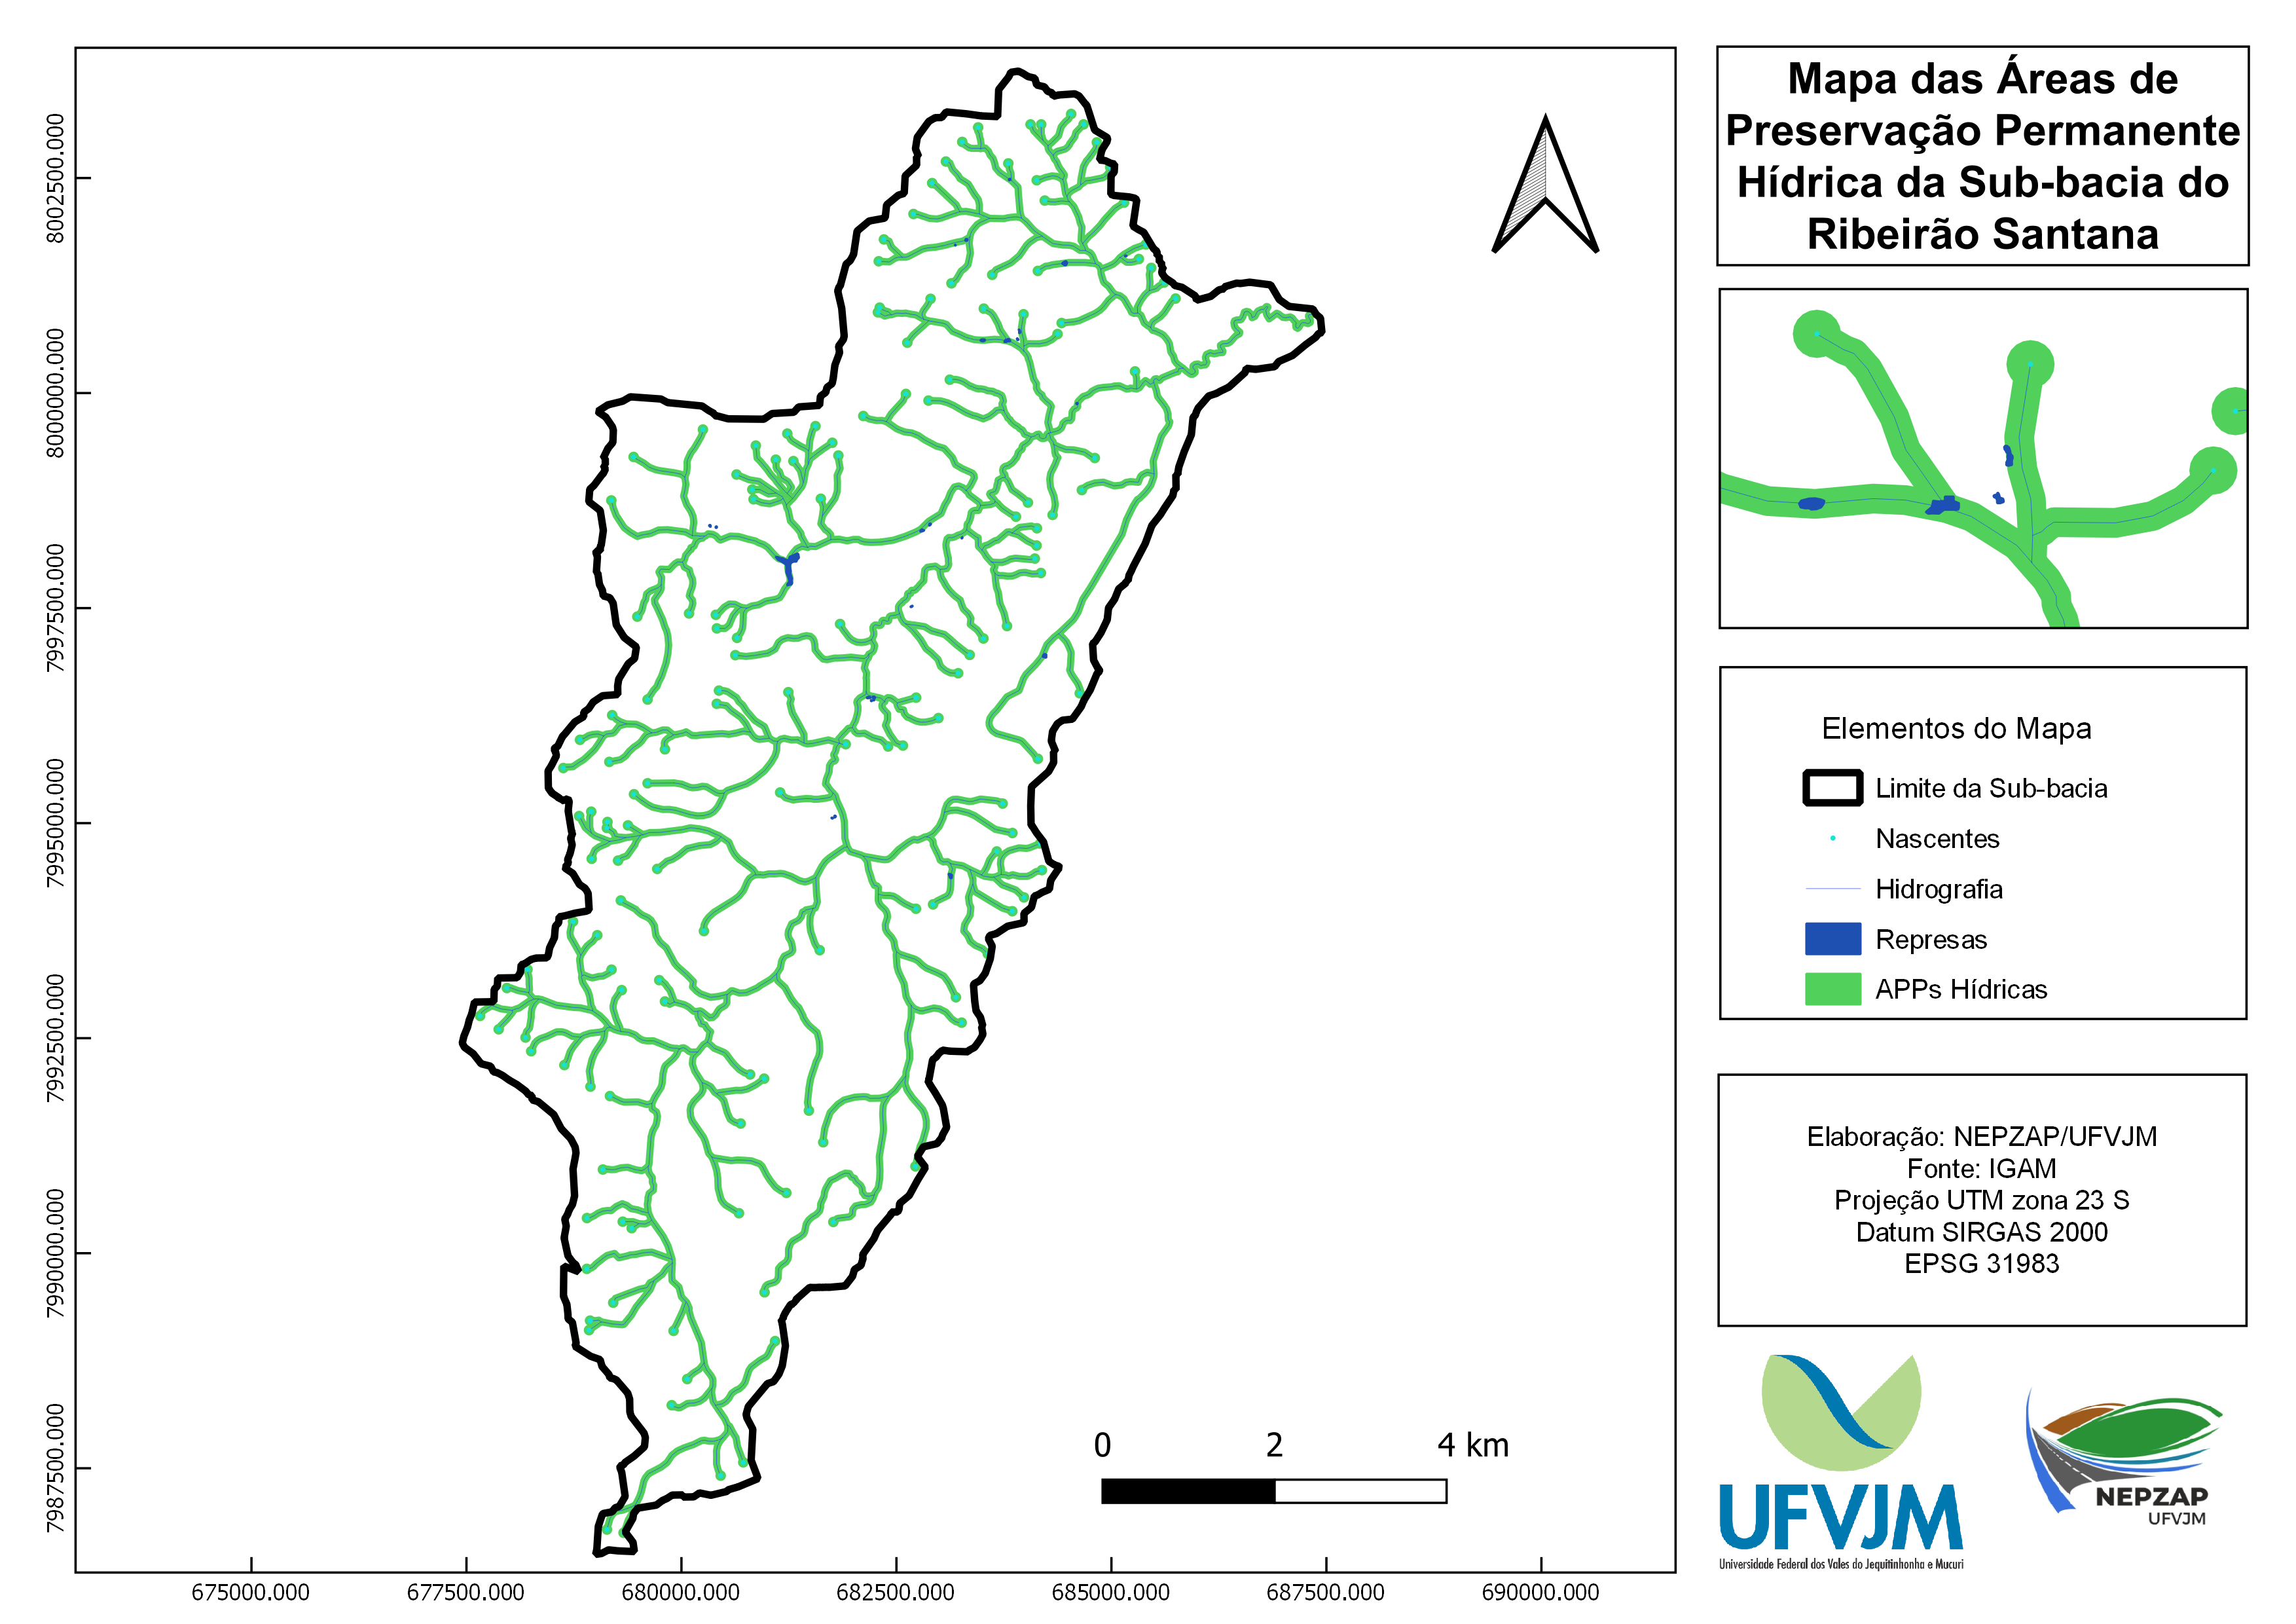 Mapa das Áreas de
Preservação Permanente
Hídrica da Sub-bacia do
Ribeirão Santana
8002500.000
8000000.000
7997500.000
7995000.000
7992500.000
7990000.000
7987500.000
675000.000
677500.000
680000.000
682500.000
685000.000
687500.000
690000.000
0
2
4 km
Elementos do Mapa
Limite da Sub-bacia
Nascentes
Hidrografia
Represas
APPs Hídricas
Elaboração: NEPZAP/UFVJM
Fonte: IGAM
Projeção UTM zona 23 S
Datum SIRGAS 2000
EPSG 31983
UFVJM
Universidade Federal dos Vales do Jequitinhonha e Mucuri
NEPZAP
UFVJM